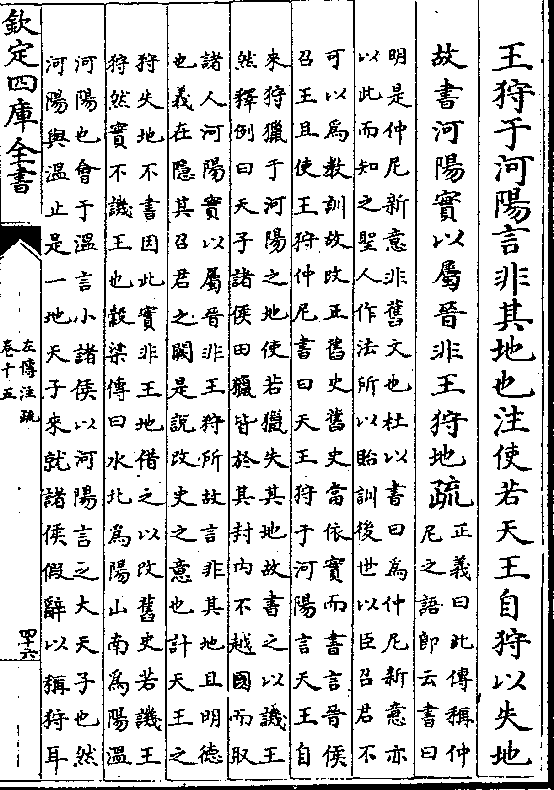 王狩于河陽言非其地也注使若天王自狩以失地
故書河陽實以屬晉非王狩地疏
正義曰此傳稱仲
尼之語即云書曰
明是仲尼新意非舊文也杜以書曰為仲尼新意亦
以此而知之聖人作法所以貽訓後世以臣召君不
可以為教訓故改正舊史舊史當依實而書言晉侯
召王且使王狩仲尼書曰天王狩于河陽言天王自
來狩獵于河陽之地使若獵失其地故書之以譏王
然釋例曰天子諸侯田獵皆於其封内不越國而取
諸人河陽實以屬晉非王狩所故言非其地且明德
也義在隠其召君之闕是說改史之意也計天王之
狩失地不書因此實非王地借之以改舊史若譏王
狩然實不譏王也穀梁傳曰水北為陽山南為陽温
河陽也會于温言小諸侯以河陽言之大天子也然
河陽與温止是一地天子來就諸侯假辭以稱狩耳
欽定四庫全書
左傳注疏
卷十五
四六